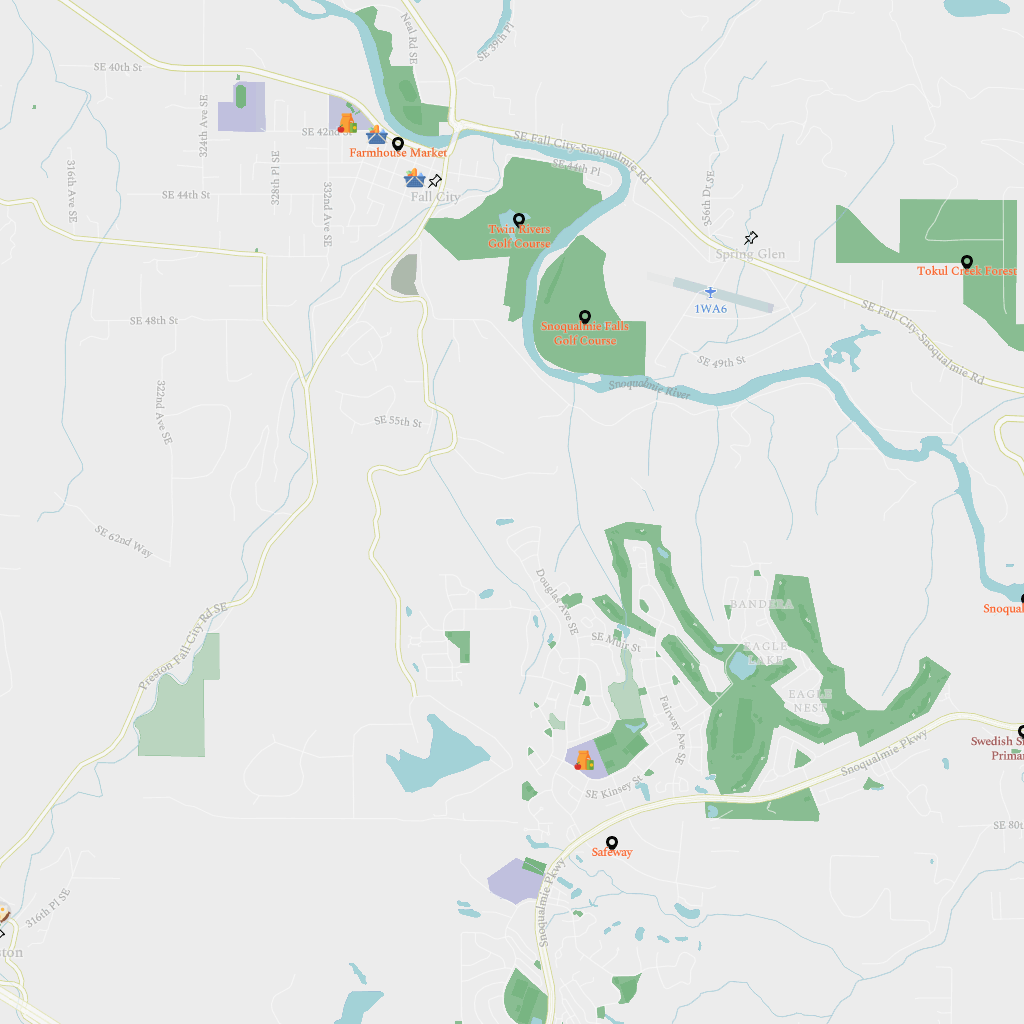 Neal Rd SE
SE 39th Pl
SE 40th St
324th Ave SE
SE 42nd St
Farmhouse Market
SE Fall City-Snoqualmie Rd
SE 44th Pl
316th Ave SE
328th Pl SE
332nd Ave SE
SE 44th St
Fall City
356th Dr SE
Twin Rivers
Golf Course
Spring Glen
Tokul Creek Forest
1WA6
SE 48th St
Snoqualmie Falls
Golf Course
SE Fall City-Snoqualmie Rd
SE 49th St
Snoqualmie River
322nd Ave SE
SE 55th St
SE 62nd Way
Douglas Ave SE
BANDERA
Snoqual
Preston Fall City Rd SE
SE Muir St
EAGLE
LAKE
EAGLE
NEST
Fairway Ave SE
Snoqualmie Pkwy
Swedish S
Primar
SE Kinsey St
SE 80t
Safeway
Snoqualmie Pkwy
316th Pl SE
ston